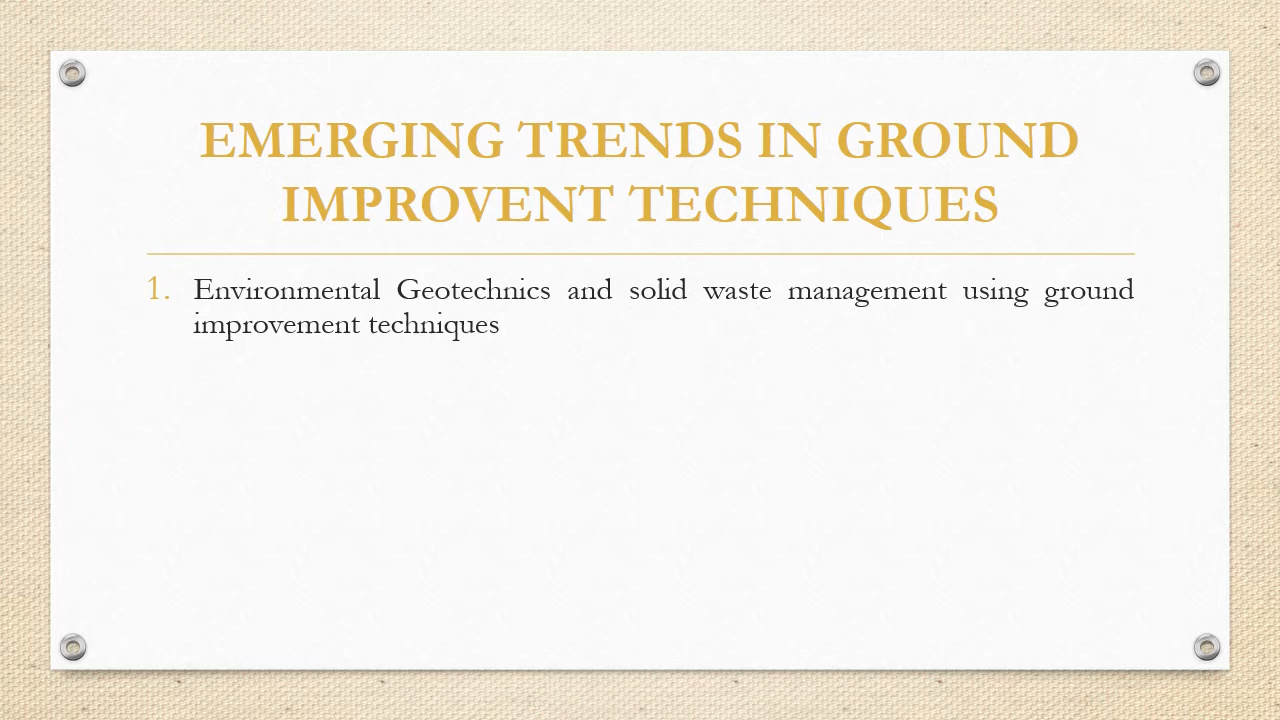 EMERGING TRENDS IN GROUND
IMPROVENT TECHNIQUES
1. Environmental Geotechnics and solid waste management using ground
improvement techniques